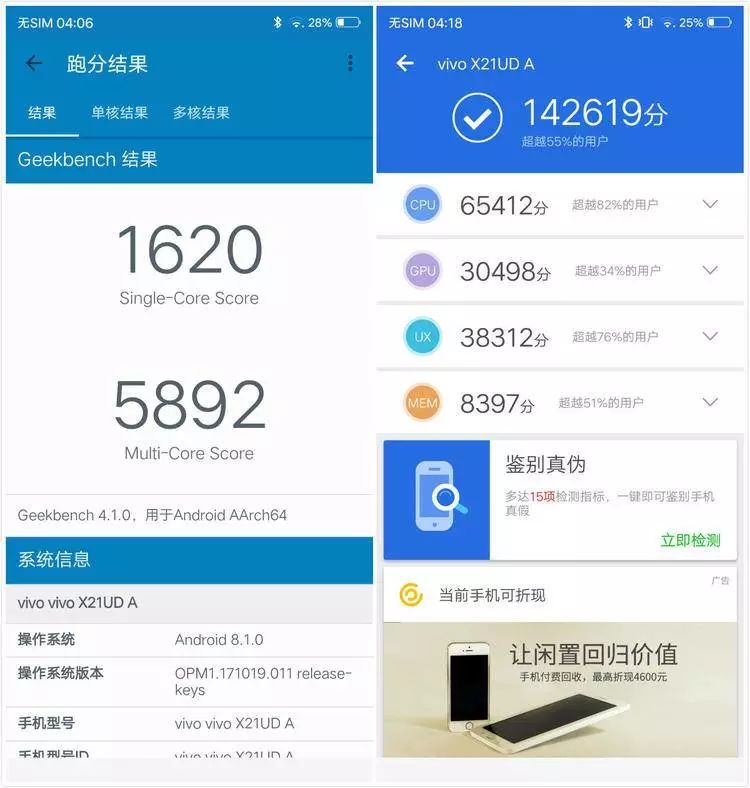 无SIM 04:06
28%
跑分结果
结果 单核结果 多核结果
Geekbench 结果
1620
Single-Core Score
5892
Multi-Core Score
Geekbench 4.1.0，用于Android AArch64
系统信息
vivo vivo X21UD A
操作系统 Android 8.1.0
操作系统版本 OPM1.171019.011 release-
keys
手机型号 vivo vivo X21UD A
手机型号ID vivo vivo X21UD A
无SIM 04:18
25%
vivo X21UD A
142619分
超越55%的用户
CPU 65412分 超越82%的用户
GPU 30498分 超越34%的用户
UX 38312分 超越76%的用户
MEM 8397分 超越51%的用户
鉴别真伪
多达15项检测指标，一键即可鉴别手机
真假
立即检测
广告
当前手机可折现
让闲置回归价值
手机付费回收，最高折现4600元